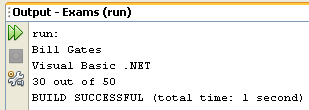 Output - Exams (run)
run:
Bill Gates
Visual Basic .NET
30 out of 50
BUILD SUCCESSFUL (total time: 1 second)